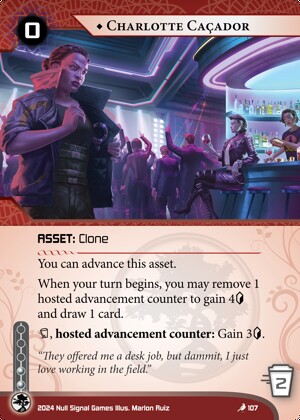 0
◆ Charlotte Caçador
ASSET: Clone
You can advance this asset.
When your turn begins, you may remove 1
hosted advancement counter to gain 4
and draw 1 card.
, hosted advancement counter: Gain 3.
"They offered me a desk job, but dammit, I just
love working in the field."
2
2024 Null Signal Games Illus. Marlon Ruiz
107